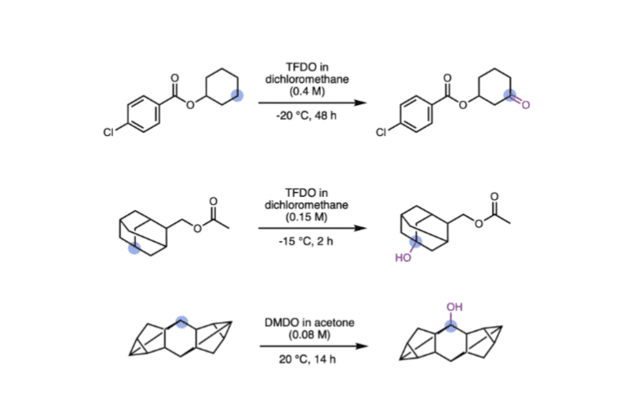 TFDO in
dichloromethane
(0.4 M)
-20 °C, 48 h
O
O
Cl
O
O
Cl
O
TFDO in
dichloromethane
(0.15 M)
-15 °C, 2 h
O
O
O
O
HO
DMDO in acetone
(0.08 M)
20 °C, 14 h
OH